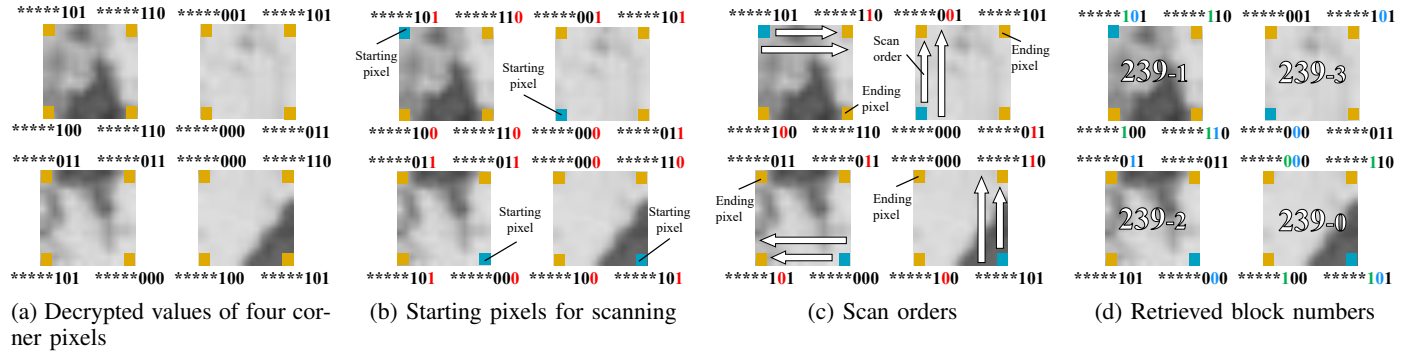 *****101 *****110 *****001 *****101
*****100 *****110 *****000 *****011
*****011 *****011 *****000 *****110
*****101 *****000 *****100 *****101
(a) Decrypted values of four cor-
ner pixels
*****101 *****110 *****001 *****101
Starting
pixel
Starting
pixel
*****100 *****110 *****000 *****011
*****011 *****011 *****000 *****110
Starting
pixel
Starting
pixel
*****101 *****000 *****100 *****101
(b) Starting pixels for scanning
*****101 *****110 *****001 *****101
Scan
order
Ending
pixel
Ending
pixel
*****100 *****110 *****000 *****011
*****011 *****011 *****000 *****110
Ending
pixel
Ending
pixel
*****101 *****000 *****100 *****101
(c) Scan orders
*****101 *****110 *****001 *****101
239-1 239-3
*****100 *****110 *****000 *****011
*****011 *****011 *****000 *****110
239-2 239-0
*****101 *****000 *****100 *****101
(d) Retrieved block numbers